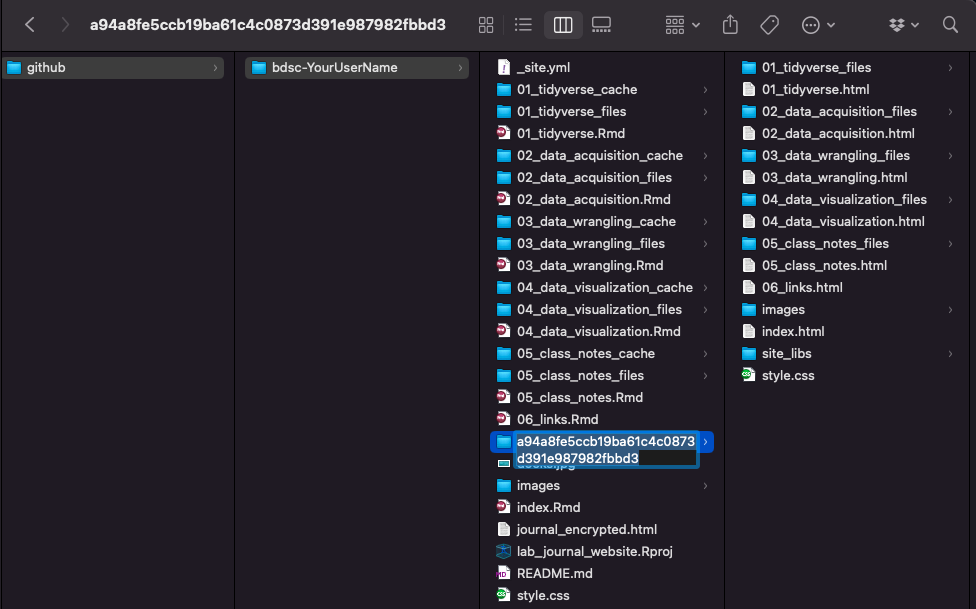 a94a8fe5ccb19ba61c4c0873d391e987982fbbd3
github
bdsc-YourUserName
_site.yml
01_tidyverse_cache
01_tidyverse_files
01_tidyverse.Rmd
02_data_acquisition_cache
02_data_acquisition_files
02_data_acquisition.Rmd
03_data_wrangling_cache
03_data_wrangling_files
03_data_wrangling.Rmd
04_data_visualization_cache
04_data_visualization_files
04_data_visualization.Rmd
05_class_notes_cache
05_class_notes_files
05_class_notes.Rmd
06_links.Rmd
a94a8fe5ccb19ba61c4c0873
d391e987982fbbd3
images
index.Rmd
journal_encrypted.html
lab_journal_website.Rproj
README.md
style.css
01_tidyverse_files
01_tidyverse.html
02_data_acquisition_files
02_data_acquisition.html
03_data_wrangling_files
03_data_wrangling.html
04_data_visualization_files
04_data_visualization.html
05_class_notes_files
05_class_notes.html
06_links.html
images
index.html
site_libs
style.css